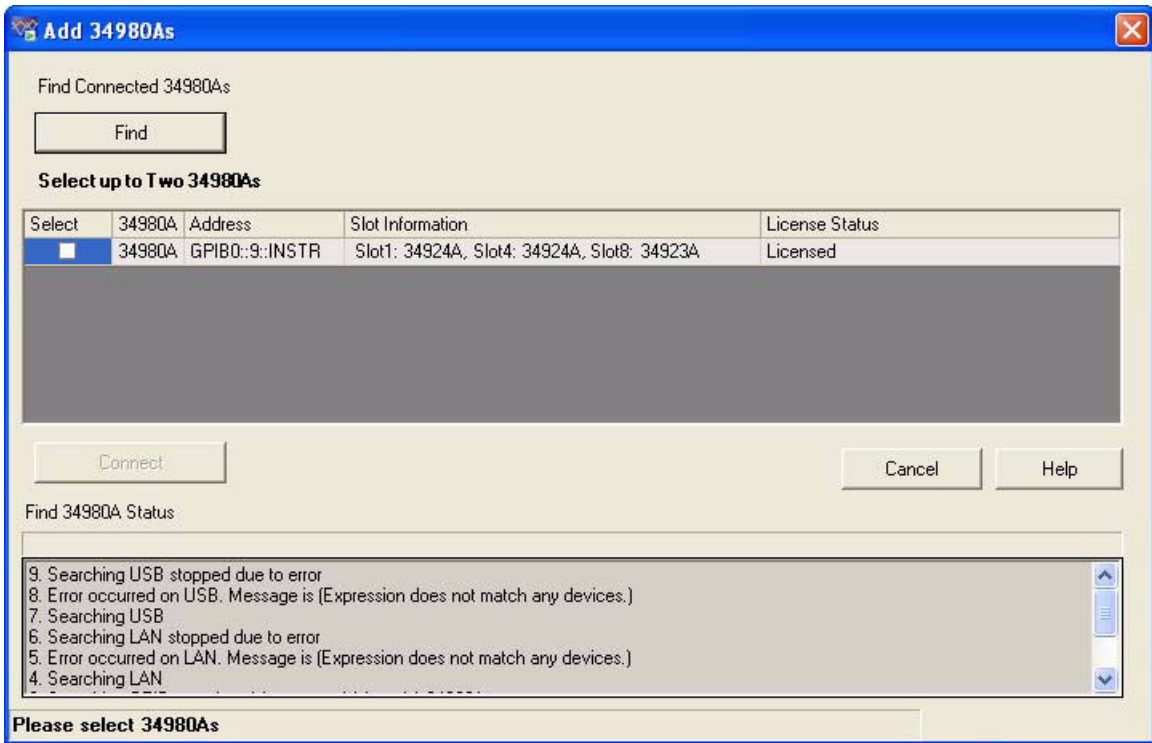 Add 34980As
Find Connected 34980As
Find
Select up to Two 34980As
Select 34980A Address Slot Information License Status
34980A GPIB0::9::INSTR Slot1: 34924A, Slot4: 34924A, Slot8: 34923A Licensed
Connect Cancel Help
Find 34980A Status
9. Searching USB stopped due to error
8. Error occurred on USB. Message is (Expression does not match any devices.)
7. Searching USB
6. Searching LAN stopped due to error
5. Error occurred on LAN. Message is (Expression does not match any devices.)
4. Searching LAN
Please select 34980As